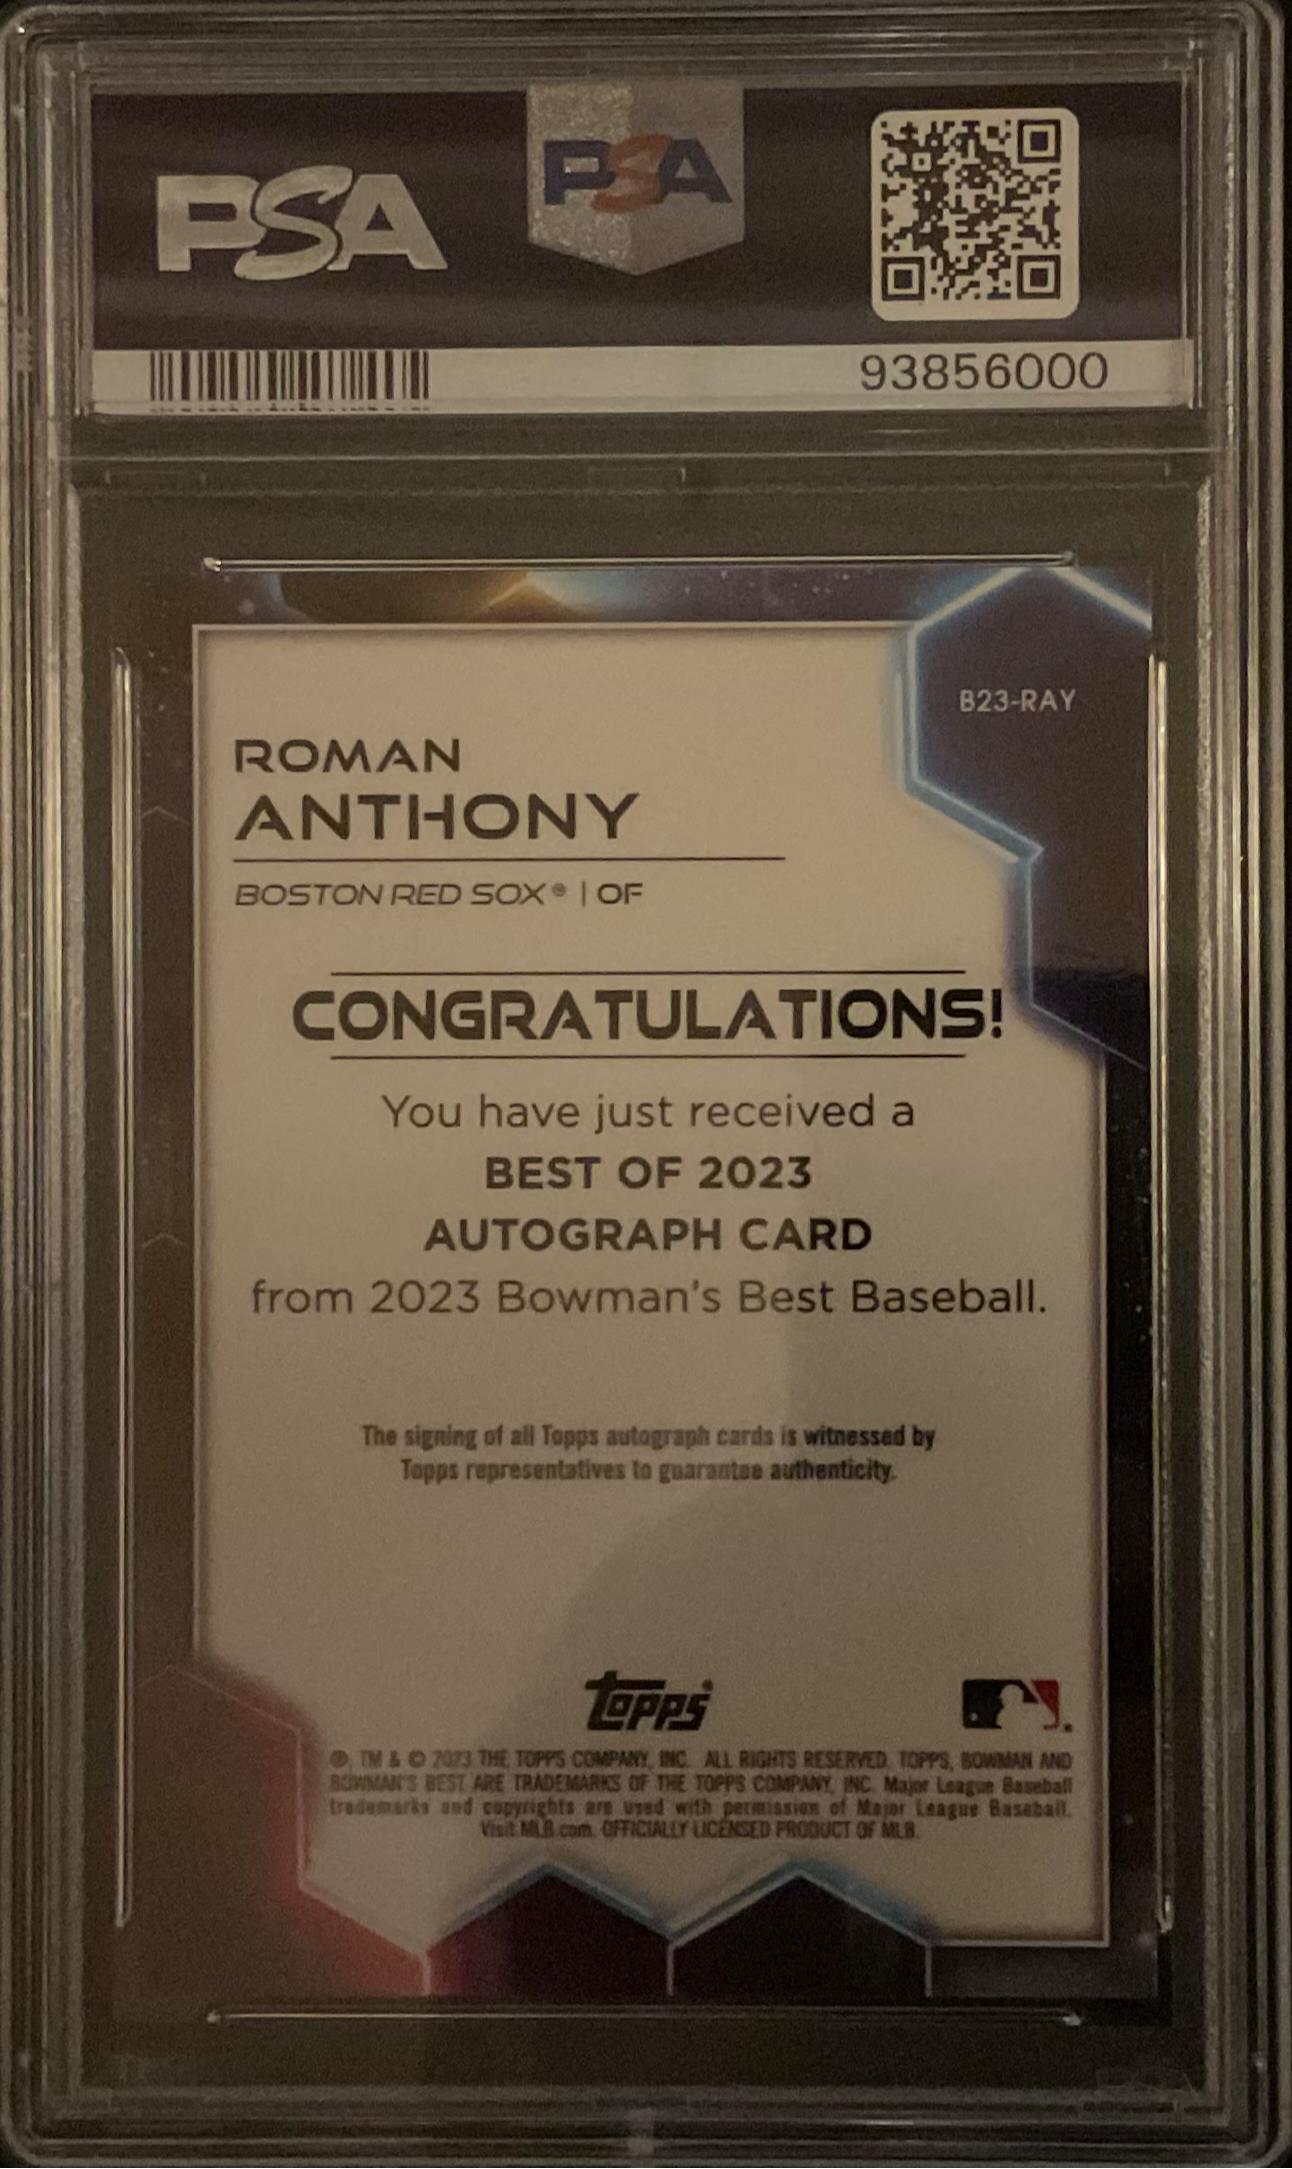 PSA
PSA
93856000
B23-RAY
ROMAN
ANTHONY
BOSTON RED SOX® | OF
CONGRATULATIONS!
You have just received a
BEST OF 2023
AUTOGRAPH CARD
from 2023 Bowman's Best Baseball.
The signing of all Topps autograph cards is witnessed by
Topps representatives to guarantee authenticity.
topps®
®, TM & © 2023 THE TOPPS COMPANY, INC. ALL RIGHTS RESERVED. TOPPS, BOWMAN AND
BOWMAN'S BEST ARE TRADEMARKS OF THE TOPPS COMPANY, INC. Major League Baseball
trademarks and copyrights are used with permission of Major League Baseball.
Visit MLB.com. OFFICIALLY LICENSED PRODUCT OF MLB.